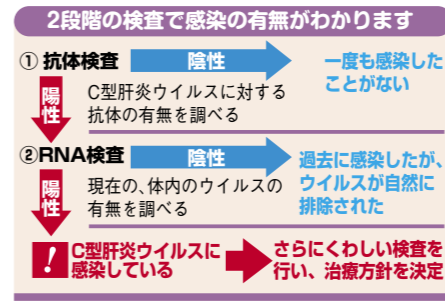 2段階の検査で感染の有無がわかります
① 抗体検査
陰性
一度も感染した
ことがない
陽性
C型肝炎ウイルスに対する
抗体の有無を調べる
②RNA検査
陰性
過去に感染したが、
ウイルスが自然に
排除された
陽性
現在の、体内のウイルスの
有無を調べる
!
C型肝炎ウイルスに
感染している
さらにくわしい検査を
行い、治療方針を決定